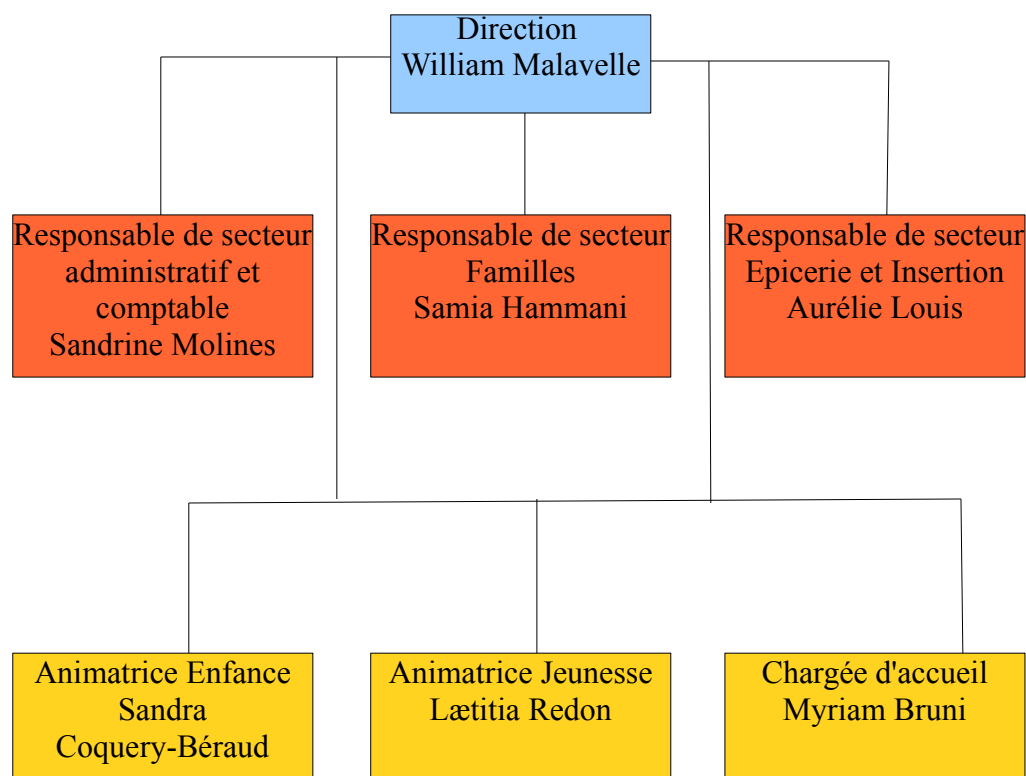 Direction
William Malavelle
Responsable de secteur
administratif et
comptable
Sandrine Molines
Responsable de secteur
Familles
Samia Hammani
Responsable de secteur
Epicerie et Insertion
Aurélie Louis
Animatrice Enfance
Sandra
Coquery-Béraud
Animatrice Jeunesse
Lætitia Redon
Chargée d'accueil
Myriam Bruni